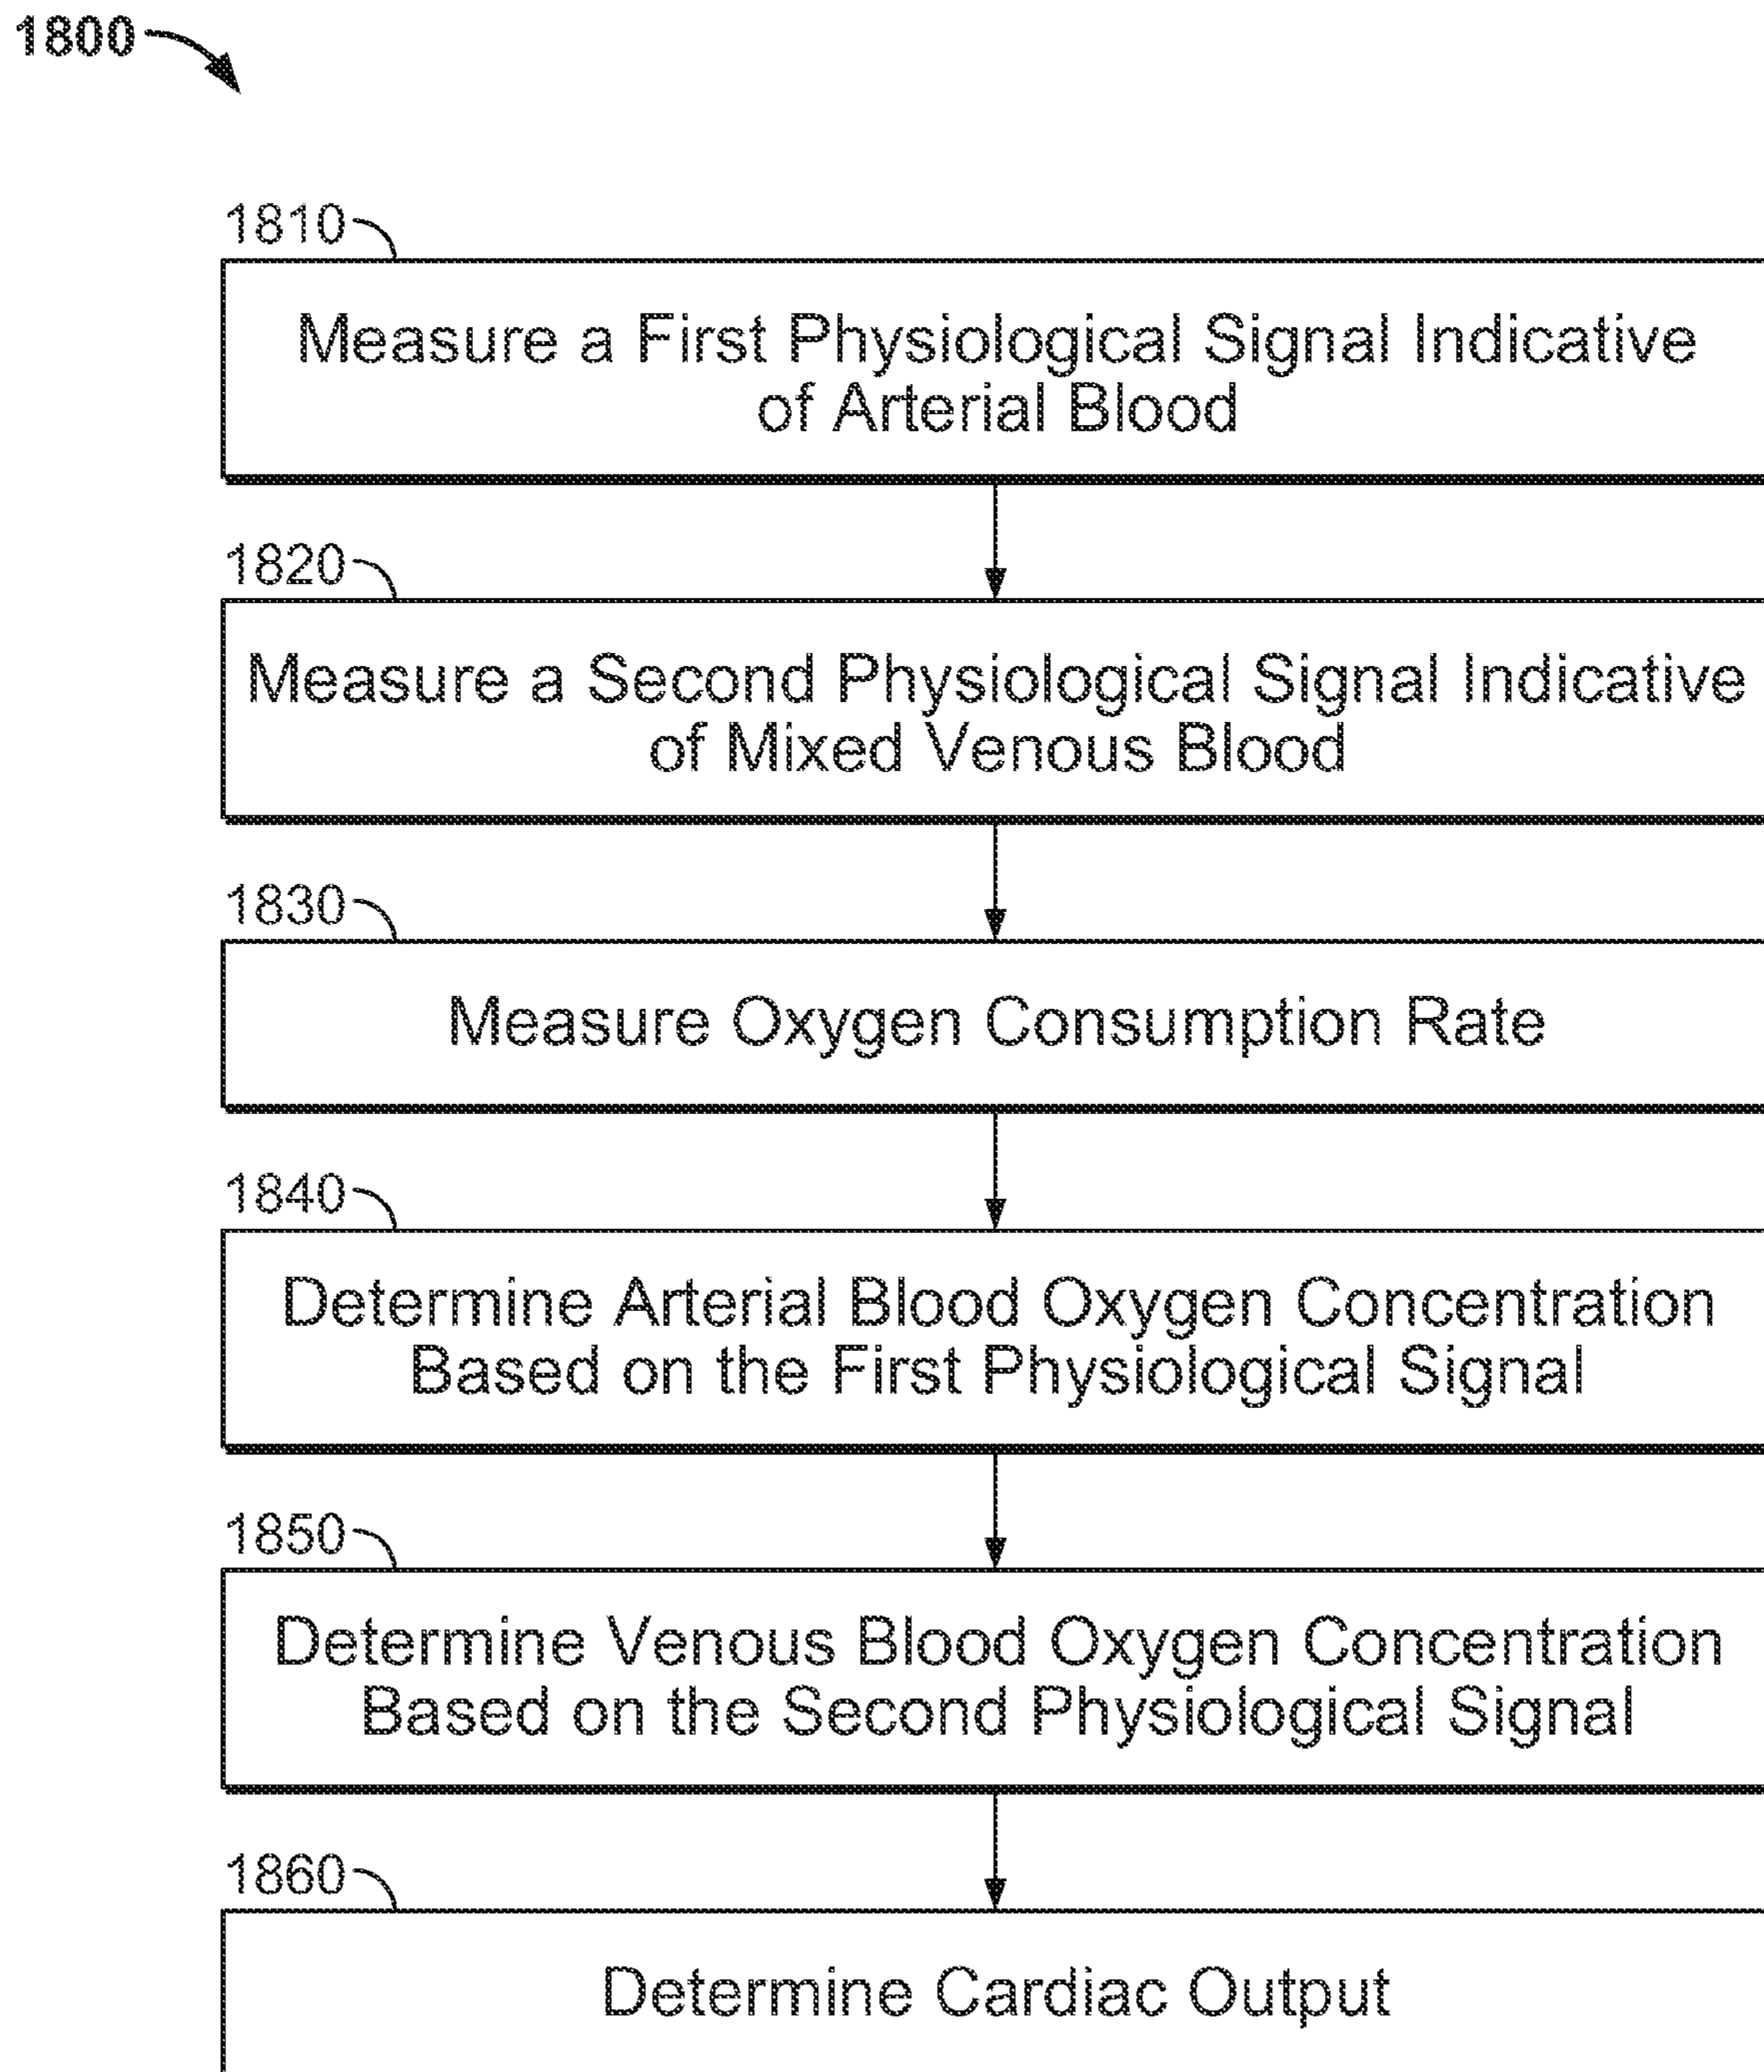 1800
1810
Measure a First Physiological Signal Indicative
of Arterial Blood
1820
Measure a Second Physiological Signal Indicative
of Mixed Venous Blood
1830
Measure Oxygen Consumption Rate
1840
Determine Arterial Blood Oxygen Concentration
Based on the First Physiological Signal
1850
Determine Venous Blood Oxygen Concentration
Based on the Second Physiological Signal
1860
Determine Cardiac Output